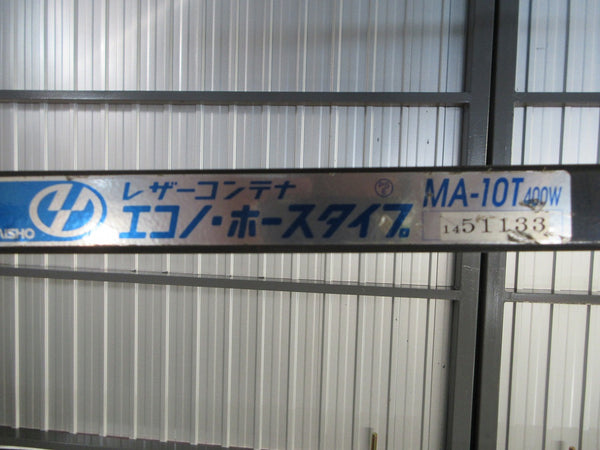 レザーコンテナ
エコノ・ホースタイプ
MA-10T 400W
1451133
AISHO